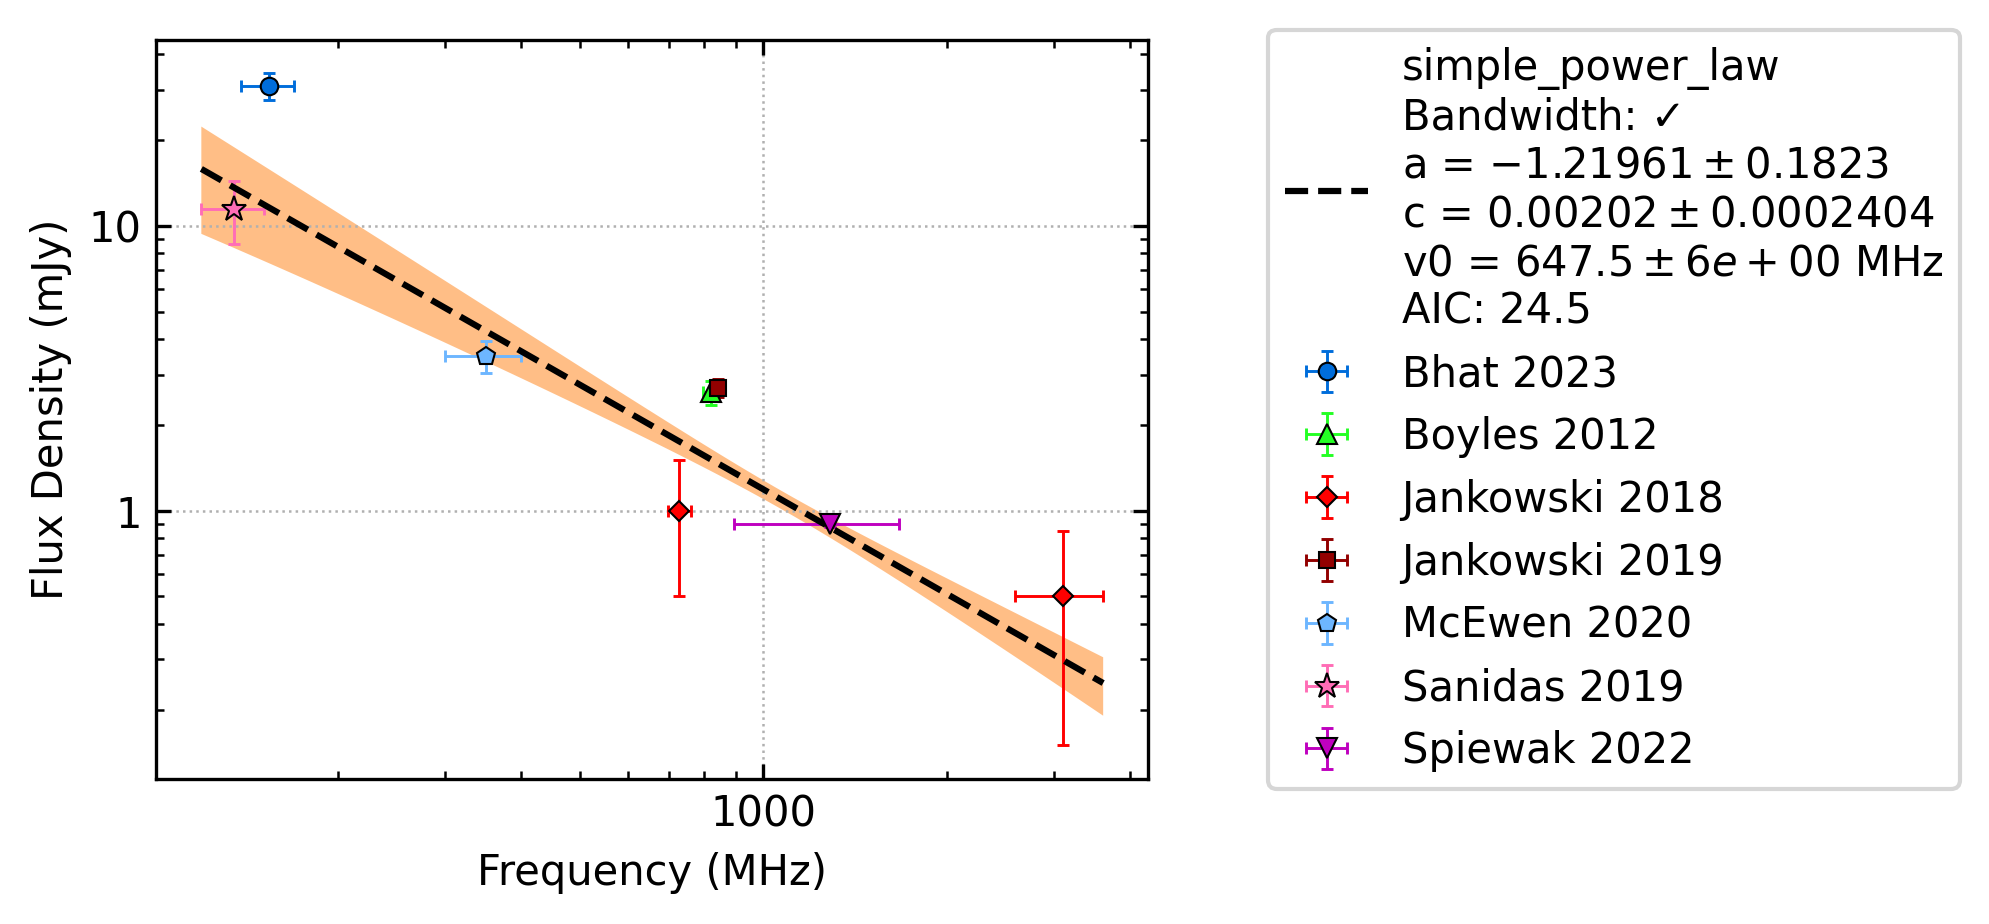 Flux Density (mJy)
10
1
1000
Frequency (MHz)
simple_power_law
Bandwidth: ✓
a = −1.21961 ± 0.1823
c = 0.00202 ± 0.0002404
v0 = 647.5 ± 6e + 00 MHz
AIC: 24.5
Bhat 2023
Boyles 2012
Jankowski 2018
Jankowski 2019
McEwen 2020
Sanidas 2019
Spiewak 2022